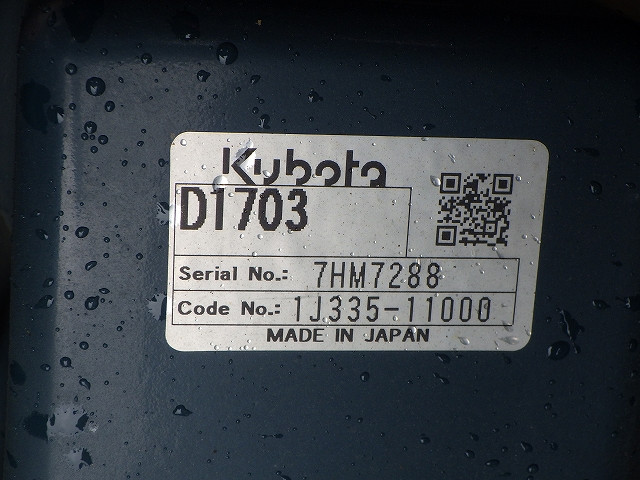 Kubota
D1703
Serial No.: 7HM7288
Code No.: 1J335-11000
MADE IN JAPAN